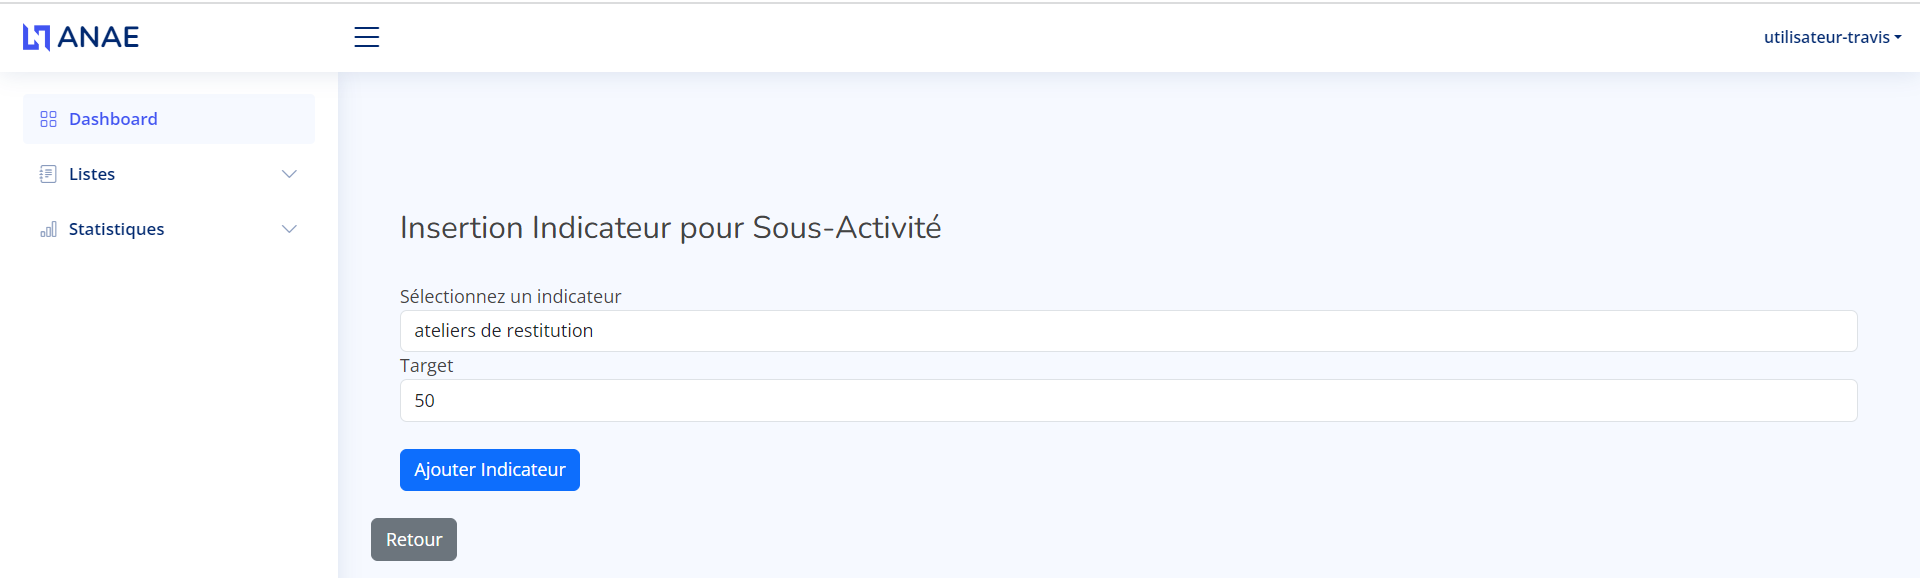 ANAE
utilisateur-travis
Dashboard
Listes
Statistiques
Insertion Indicateur pour Sous-Activité
Sélectionnez un indicateur
ateliers de restitution
Target
50
Ajouter Indicateur
Retour